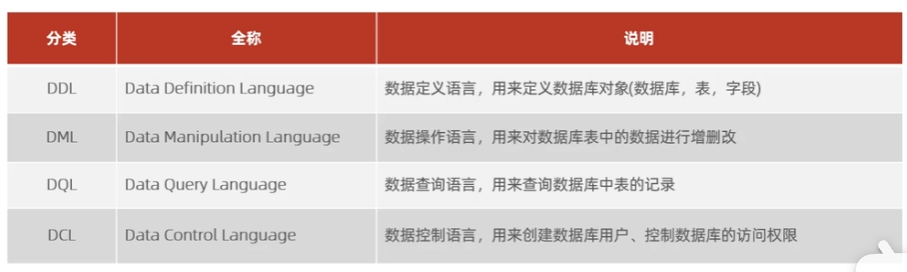 分类 全称 说明
DDL Data Definition Language 数据定义语言，用来定义数据库对象(数据库，表，字段)
DML Data Manipulation Language 数据操作语言，用来对数据库表中的数据进行增删改
DQL Data Query Language 数据查询语言，用来查询数据库中表的记录
DCL Data Control Language 数据控制语言，用来创建数据库用户、控制数据库的访问权限